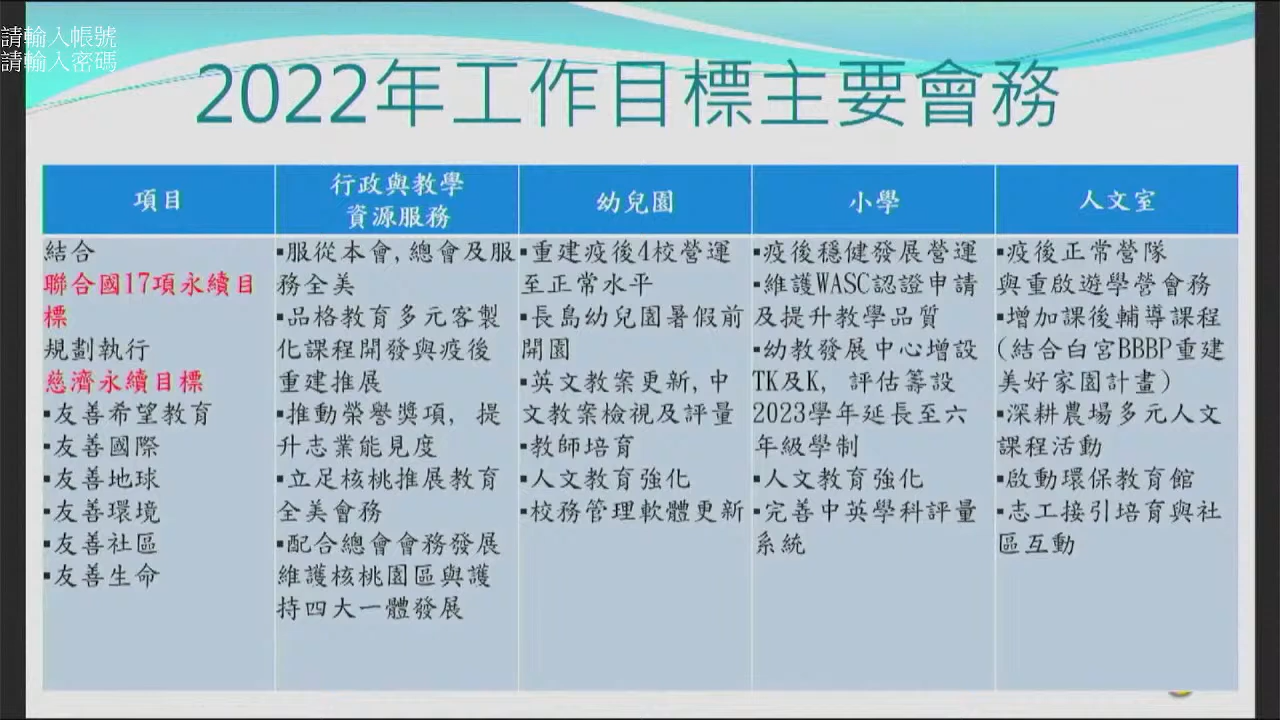 請輸入帳號
請輸入密碼
2022年工作目標主要會務
項目
行政與教學
資源服務
幼兒園
小學
人文室
結合
聯合國17項永續目
標
規劃執行
慈濟永續目標
▪友善希望教育
▪友善國際
▪友善地球
▪友善環境
▪友善社區
▪友善生命
▪服從本會,總會及服
務全美
▪品格教育多元客製
化課程開發與疫後
重建推展
▪推動榮譽獎項, 提
升志業能見度
▪立足核桃推展教育
全美會務
▪配合總會會務發展
維護核桃園區與護
持四大一體發展
▪重建疫後4校營運
至正常水平
▪長島幼兒園暑假前
開園
▪英文教案更新,中
文教案檢視及評量
▪教師培育
▪人文教育強化
▪校務管理軟體更新
▪疫後穩健發展營運
▪維護WASC認證申請
及提升教學品質
▪幼教發展中心增設
TK及K, 評估籌設
2023學年延長至六
年級學制
▪人文教育強化
▪完善中英學科評量
系統
▪疫後正常營隊
與重啟遊學營會務
▪增加課後輔導課程
(結合白宮BBBP重建
美好家園計畫)
▪深耕農場多元人文
課程活動
▪啟動環保教育館
▪志工接引培育與社
區互動